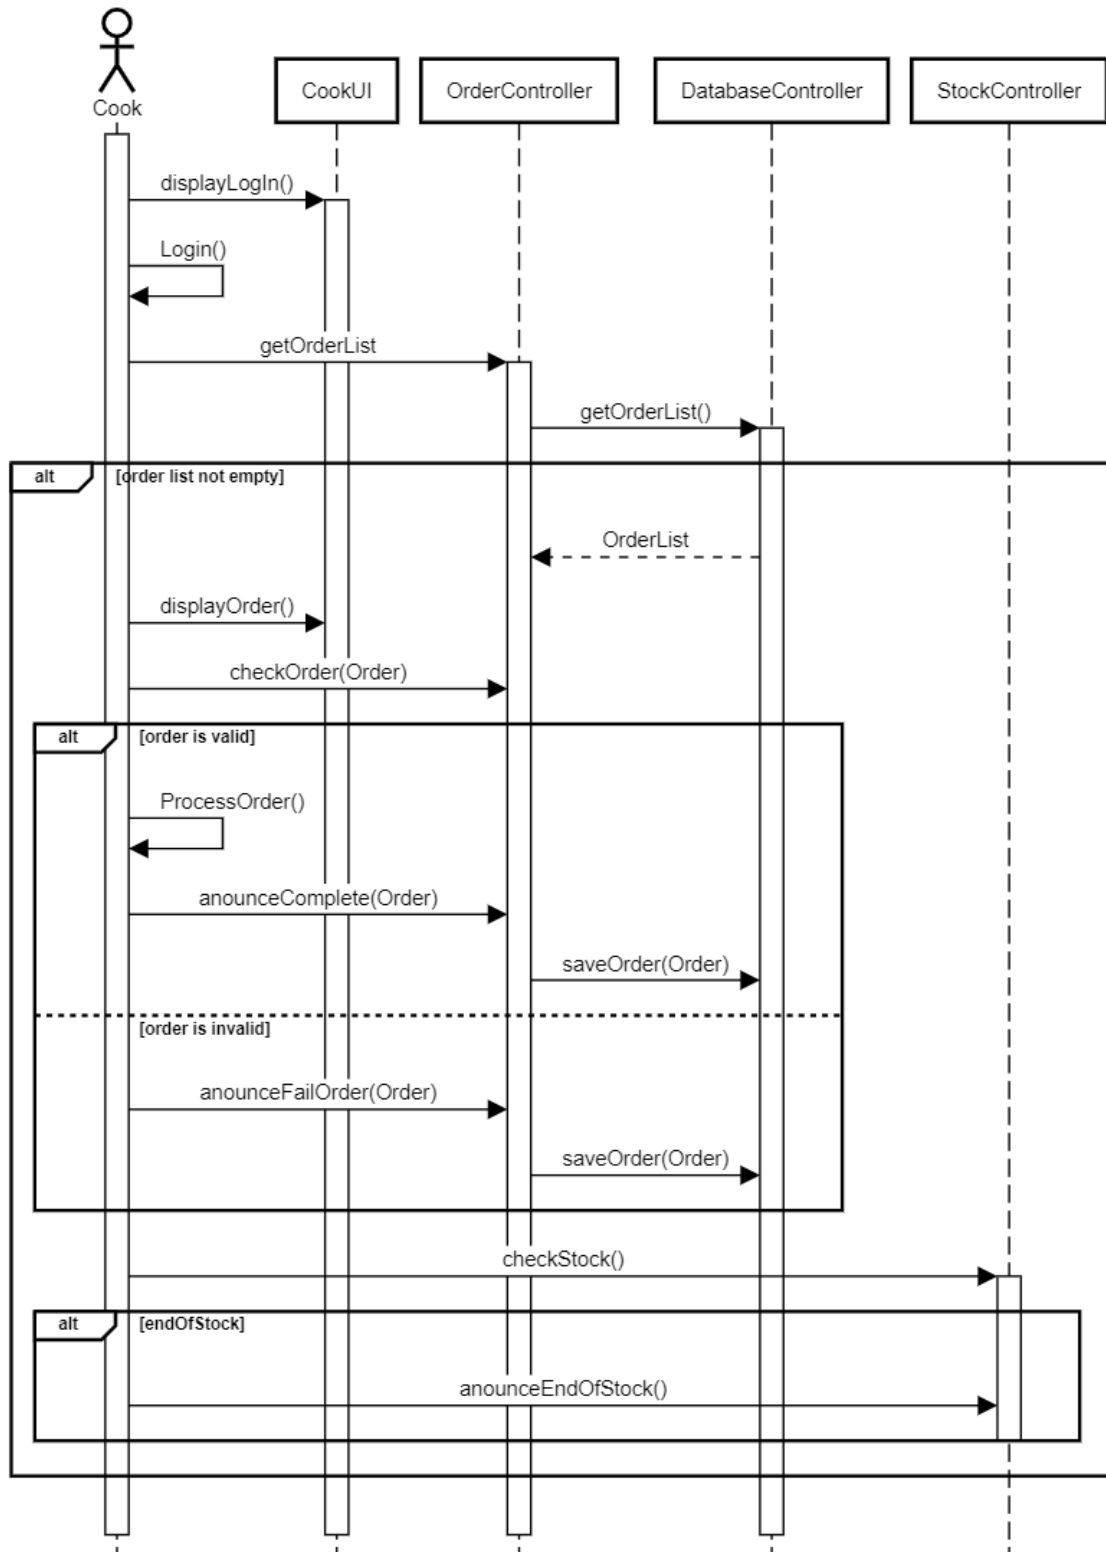 Cook
CookUI
OrderController
DatabaseController
StockController
displayLogIn()
Login()
getOrderList
getOrderList()
alt
[order list not empty]
OrderList
displayOrder()
checkOrder(Order)
alt
[order is valid]
ProcessOrder()
anounceComplete(Order)
saveOrder(Order)
[order is invalid]
anounceFailOrder(Order)
saveOrder(Order)
checkStock()
alt
[endOfStock]
anounceEndOfStock()